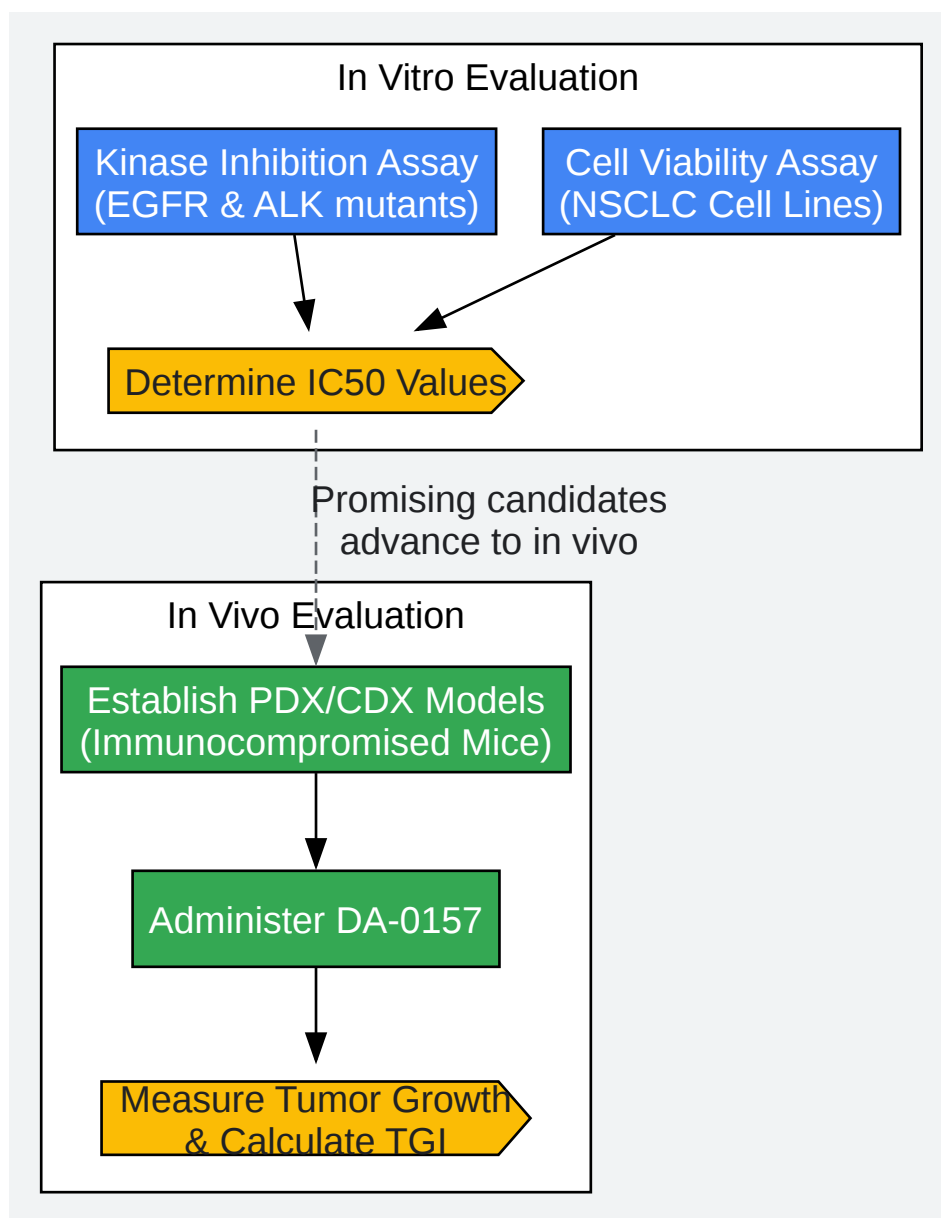 In Vitro Evaluation
Kinase Inhibition Assay
(EGFR & ALK mutants)
Cell Viability Assay
(NSCLC Cell Lines)
Determine IC50 Values
Promising candidates
advance to in vivo
In Vivo Evaluation
Establish PDX/CDX Models
(Immunocompromised Mice)
Administer DA-0157
Measure Tumor Growth
& Calculate TGI